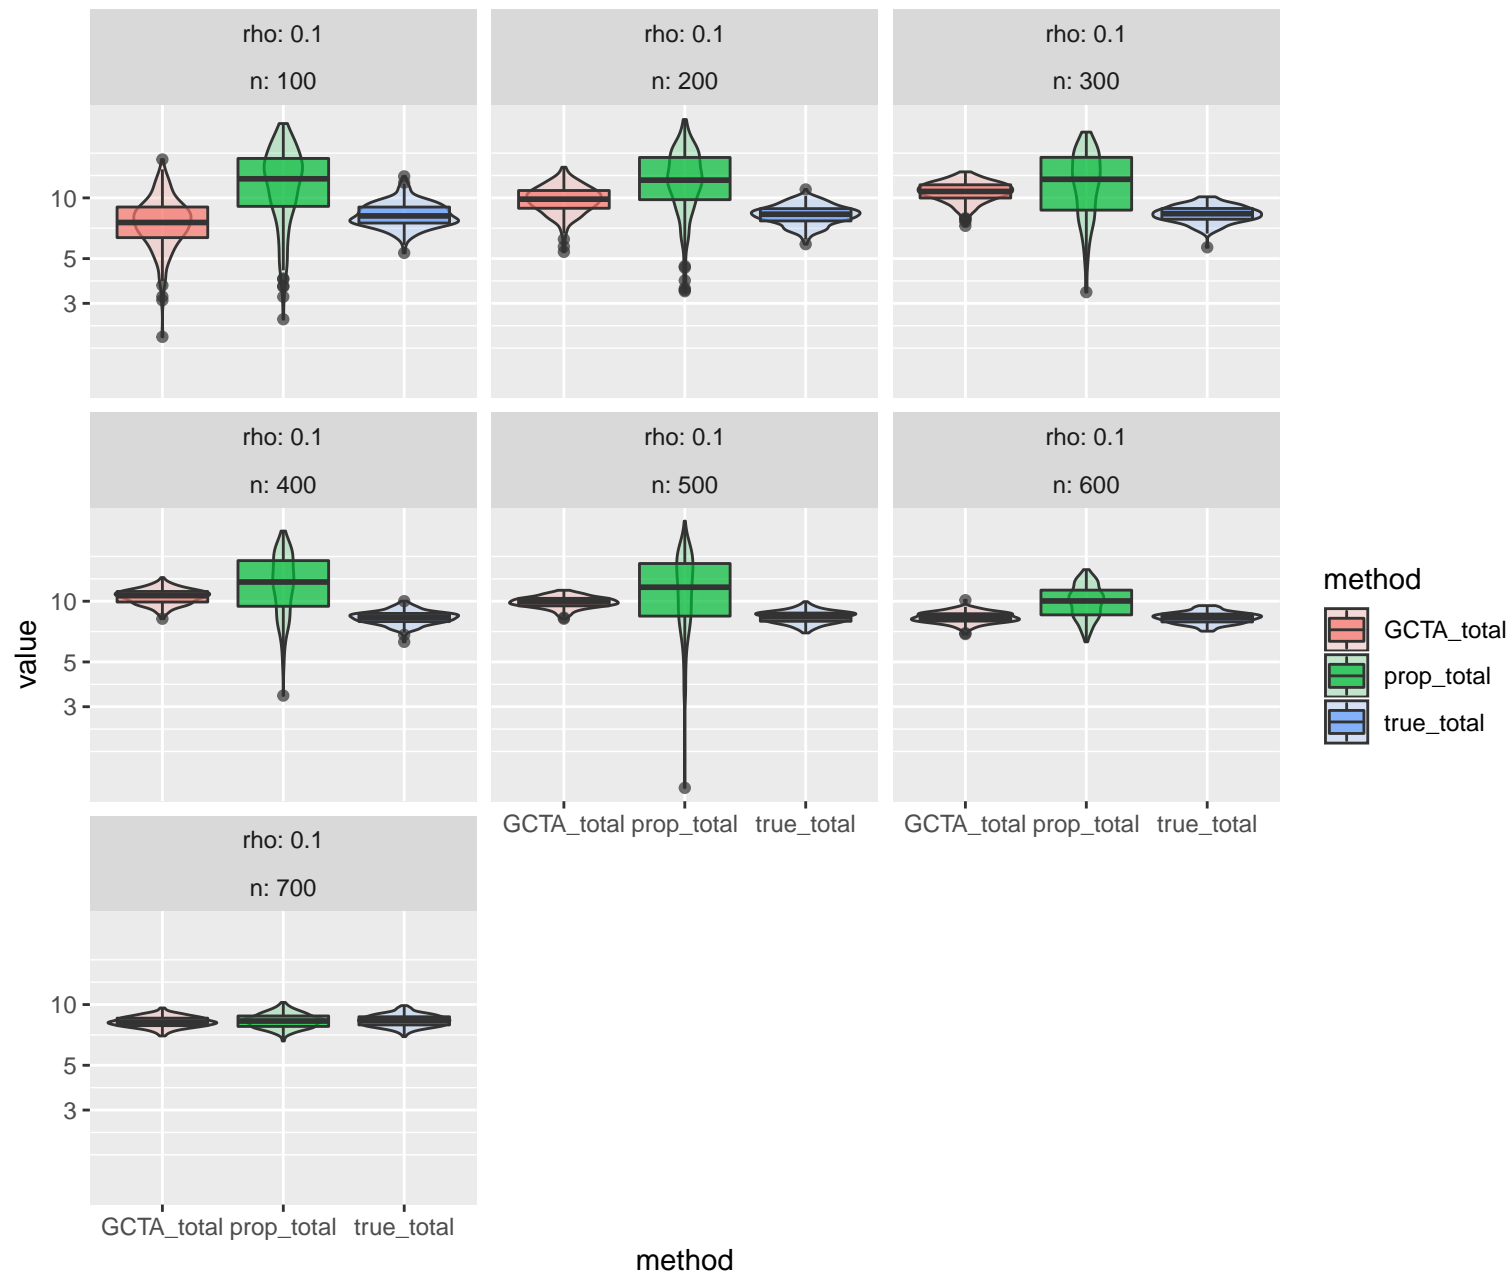 rho: 0.1
rho: 0.1
rho: 0.1
n: 100
n: 200
n: 300
10
5
3
rho: 0.1
rho: 0.1
rho: 0.1
n: 400
n: 500
n: 600
10
5
3
GCTA_total prop_total true_total
GCTA_total prop_total true_total
rho: 0.1
n: 700
10
5
3
GCTA_total prop_total true_total
method
value
method
GCTA_total
prop_total
true_total